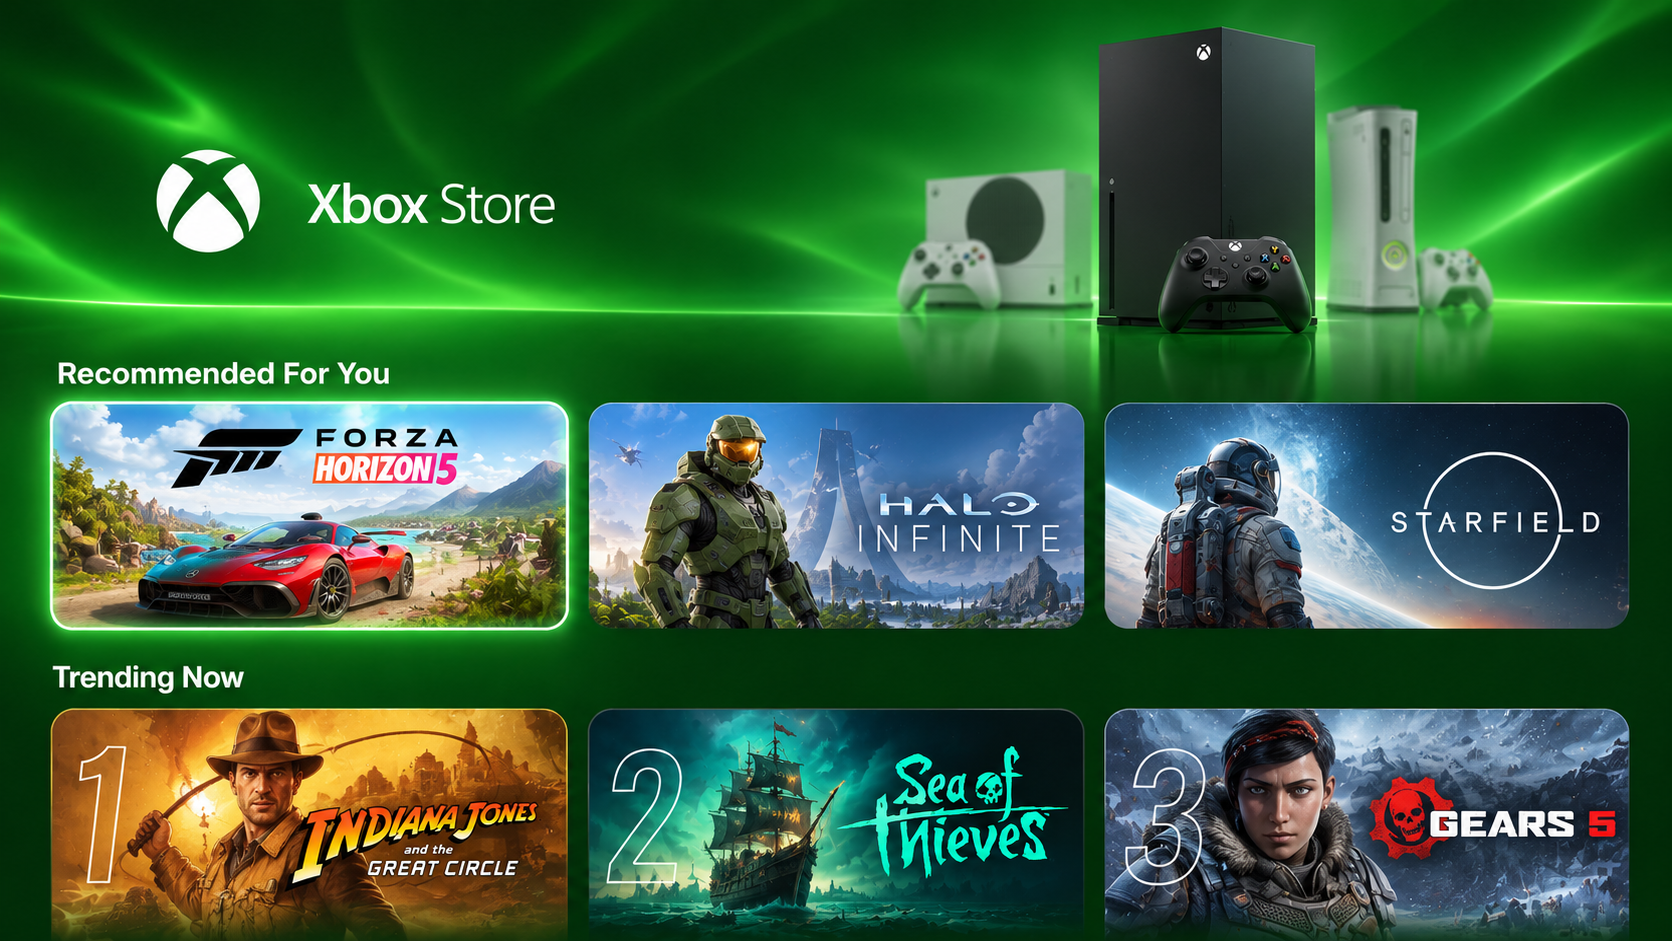 Xbox Store
Recommended For You
FORZA
HORIZON 5
HALO
INFINITE
STARFIELD
Trending Now
1
INDIANA JONES
and the
GREAT CIRCLE
2
Sea of
Thieves
3
GEARS 5